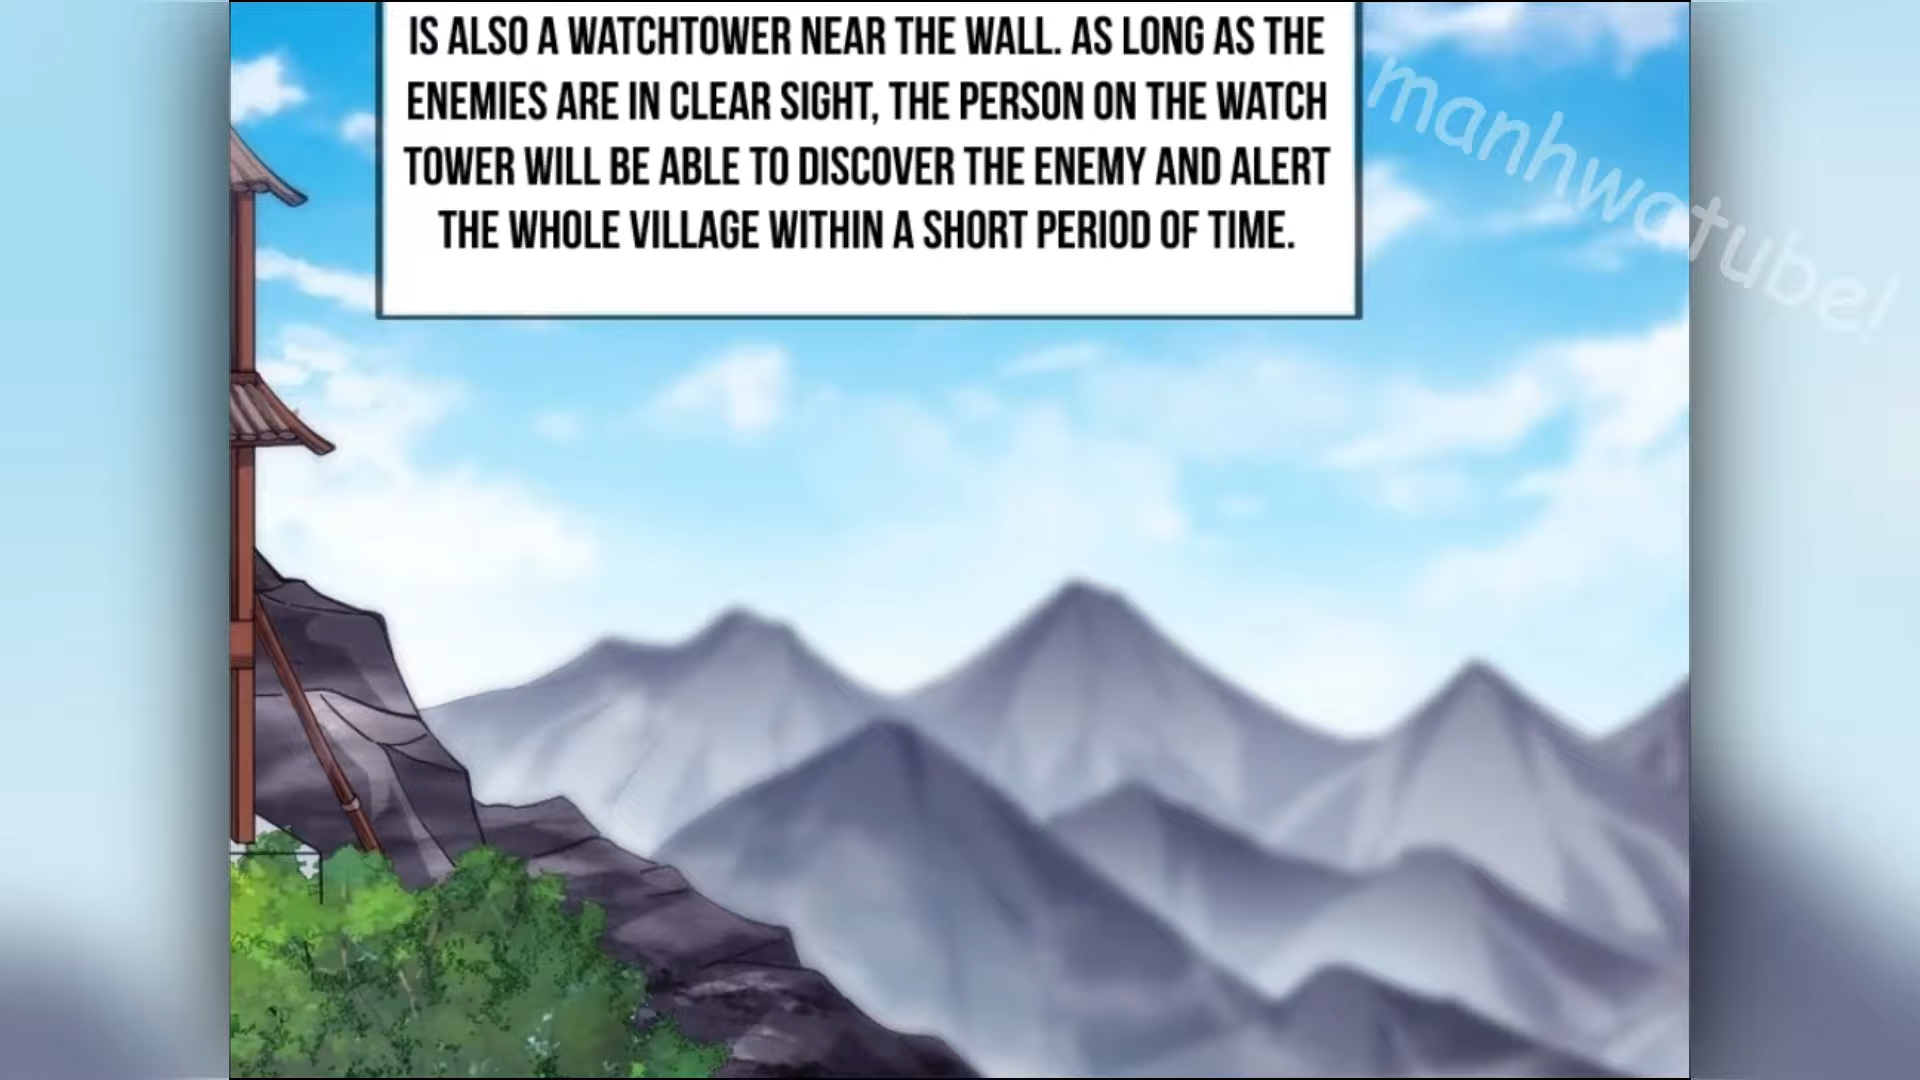 IS ALSO A WATCHTOWER NEAR THE WALL. AS LONG AS THE
ENEMIES ARE IN CLEAR SIGHT, THE PERSON ON THE WATCH
TOWER WILL BE ABLE TO DISCOVER THE ENEMY AND ALERT
THE WHOLE VILLAGE WITHIN A SHORT PERIOD OF TIME.
manhwatube!